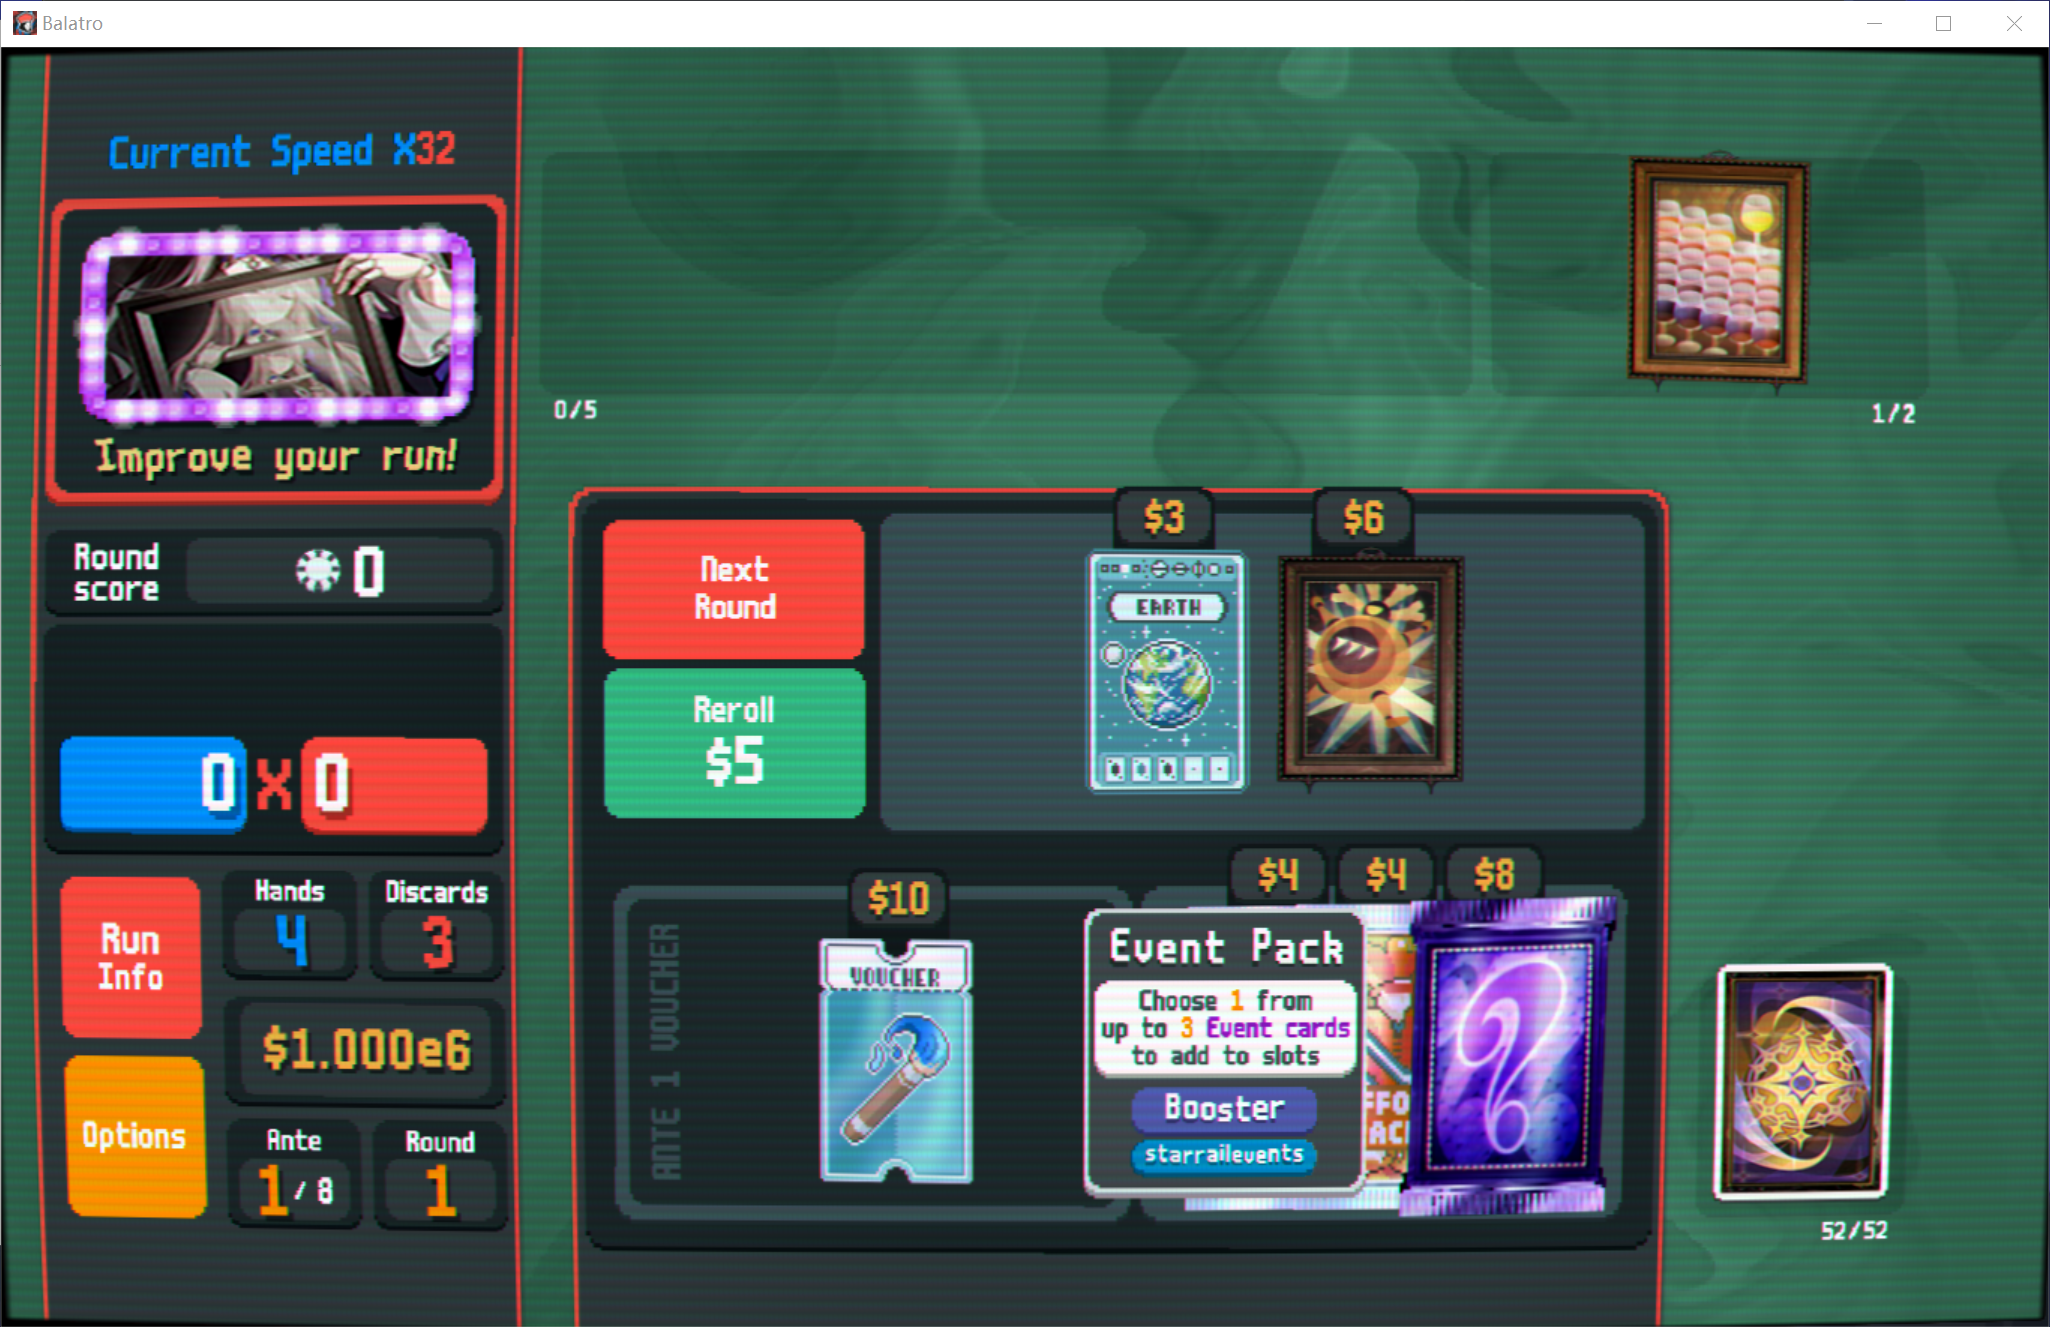 Balatro
Current Speed X32
Improve your run!
Round
score
0
0 X 0
Run
Info
Hands
4
Discards
3
$1.000e6
Options
Ante
1 / 8
Round
1
0/5
1/2
Next
Round
Reroll
$5
$3
EARTH
$6
ANTE 1 VOUCHER
$10
VOUCHER
$4
$4
$8
Event Pack
Choose 1 from
up to 3 Event cards
to add to slots
Booster
starrailevents
52/52